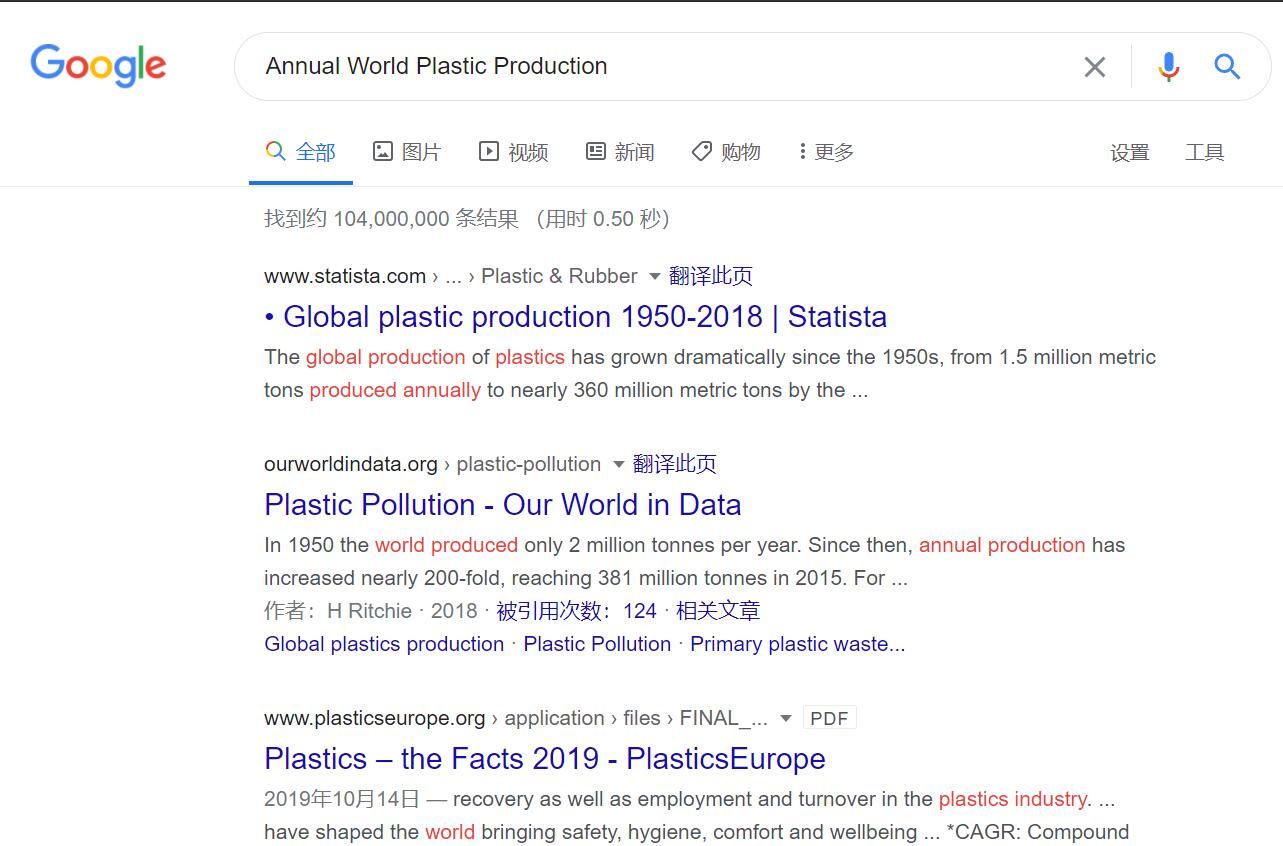 Google
Annual World Plastic Production
全部 图片 视频 新闻 购物 更多 设置 工具
找到约 104,000,000 条结果 （用时 0.50 秒）
www.statista.com › ... › Plastic & Rubber 翻译此页
• Global plastic production 1950-2018 | Statista
The global production of plastics has grown dramatically since the 1950s, from 1.5 million metric
tons produced annually to nearly 360 million metric tons by the ...
ourworldindata.org › plastic-pollution 翻译此页
Plastic Pollution - Our World in Data
In 1950 the world produced only 2 million tonnes per year. Since then, annual production has
increased nearly 200-fold, reaching 381 million tonnes in 2015. For ...
作者：H Ritchie · 2018 · 被引用次数：124 · 相关文章
Global plastics production · Plastic Pollution · Primary plastic waste...
www.plasticseurope.org › application › files › FINAL_... PDF
Plastics – the Facts 2019 - PlasticsEurope
2019年10月14日 — recovery as well as employment and turnover in the plastics industry. ...
have shaped the world bringing safety, hygiene, comfort and wellbeing ... *CAGR: Compound